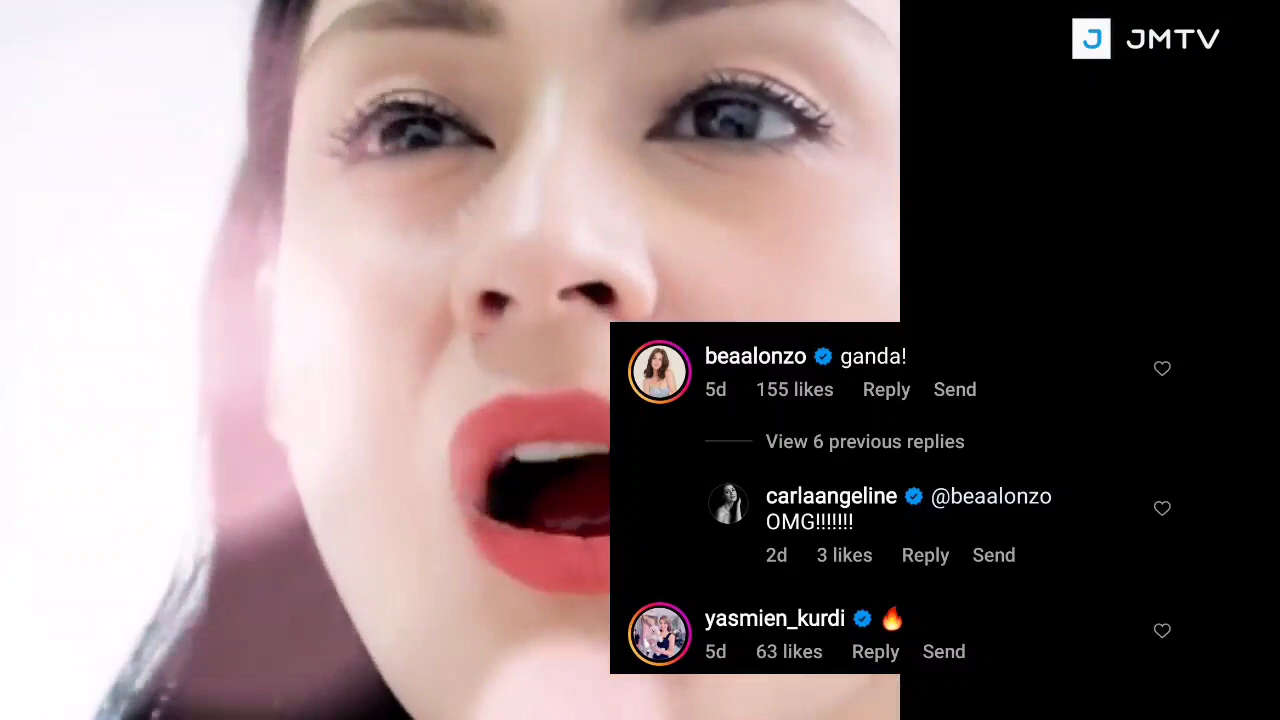 J JMTV
beaalonzo ganda!
5d 155 likes Reply Send
View 6 previous replies
carlaangeline @beaalonzo
OMG!!!!!!!
2d 3 likes Reply Send
yasmien_kurdi 🔥
5d 63 likes Reply Send